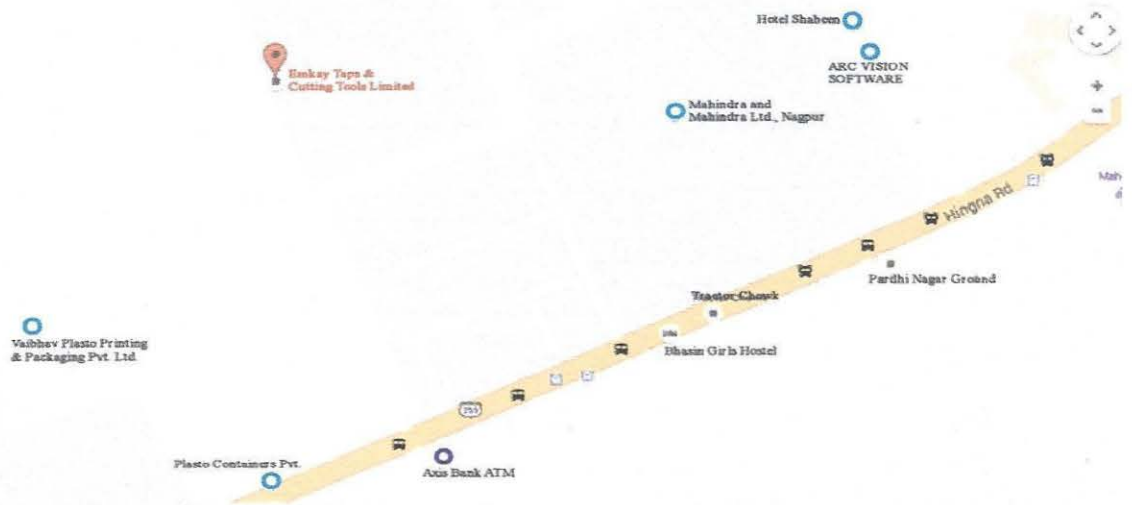 Hotel Shabeen
ARC VISION
SOFTWARE
Emkay Taps &
Cutting Tools Limited
Mahindra and
Mahindra Ltd., Nagpur
Hingna Rd
Pardhi Nagar Ground
Tractor Chowk
Bhasin Girls Hostel
Vaibhav Plasto Printing
& Packaging Pvt. Ltd.
Plasto Containers Pvt.
Axis Bank ATM